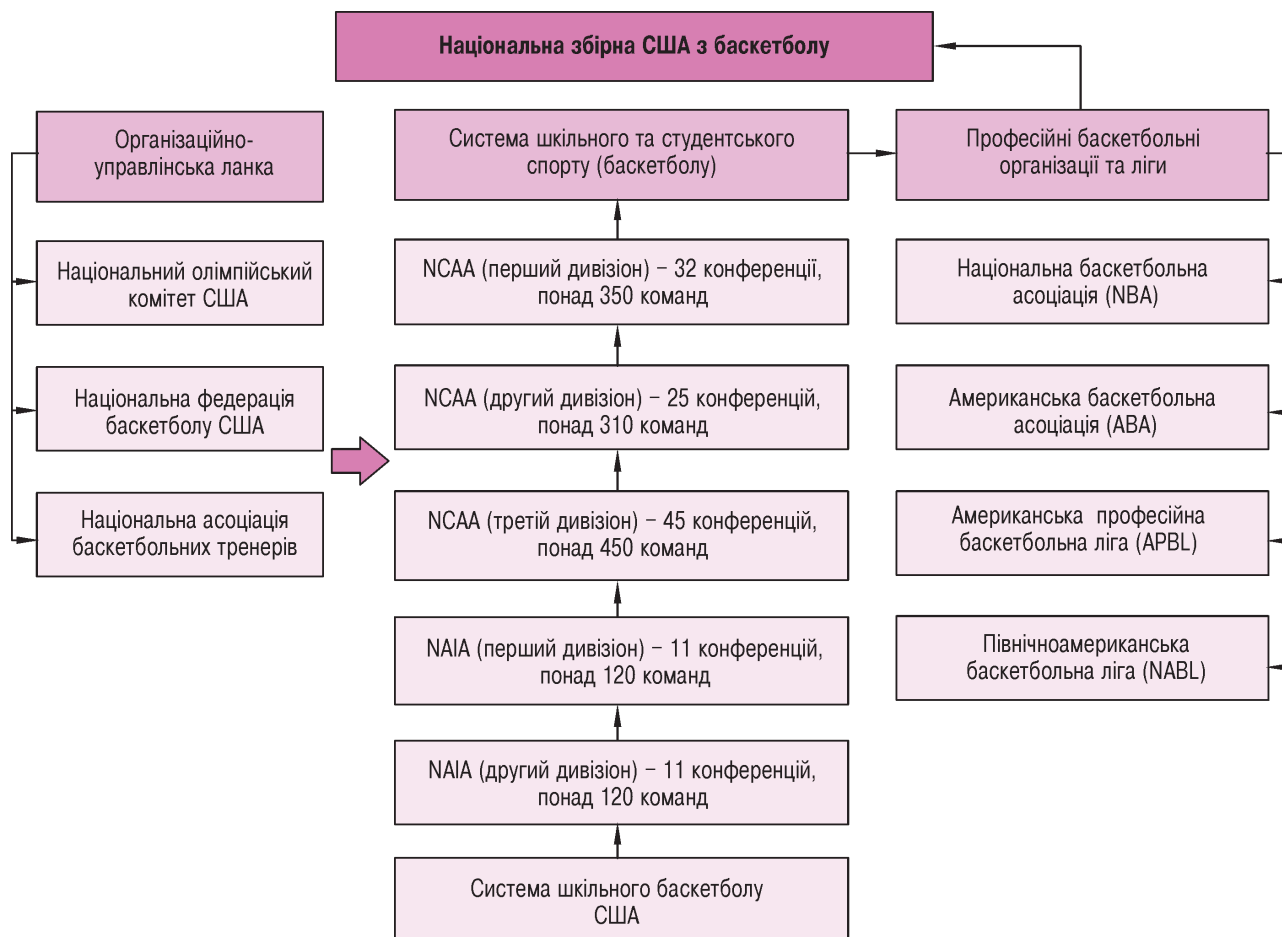 Національна збірна США з баскетболу
Організаційно-
управлінська ланка
Національний олімпійський
комітет США
Національна федерація
баскетболу США
Національна асоціація
баскетбольних тренерів
Система шкільного та студентського
спорту (баскетболу)
NCAA (перший дивізіон) – 32 конференції,
понад 350 команд
NCAA (другий дивізіон) – 25 конференцій,
понад 310 команд
NCAA (третій дивізіон) – 45 конференцій,
понад 450 команд
NAIA (перший дивізіон) – 11 конференцій,
понад 120 команд
NAIA (другий дивізіон) – 11 конференцій,
понад 120 команд
Система шкільного баскетболу
США
Професійні баскетбольні
організації та ліги
Національна баскетбольна
асоціація (NBA)
Американська баскетбольна
асоціація (ABA)
Американська професійна
баскетбольна ліга (APBL)
Північноамериканська
баскетбольна ліга (NABL)